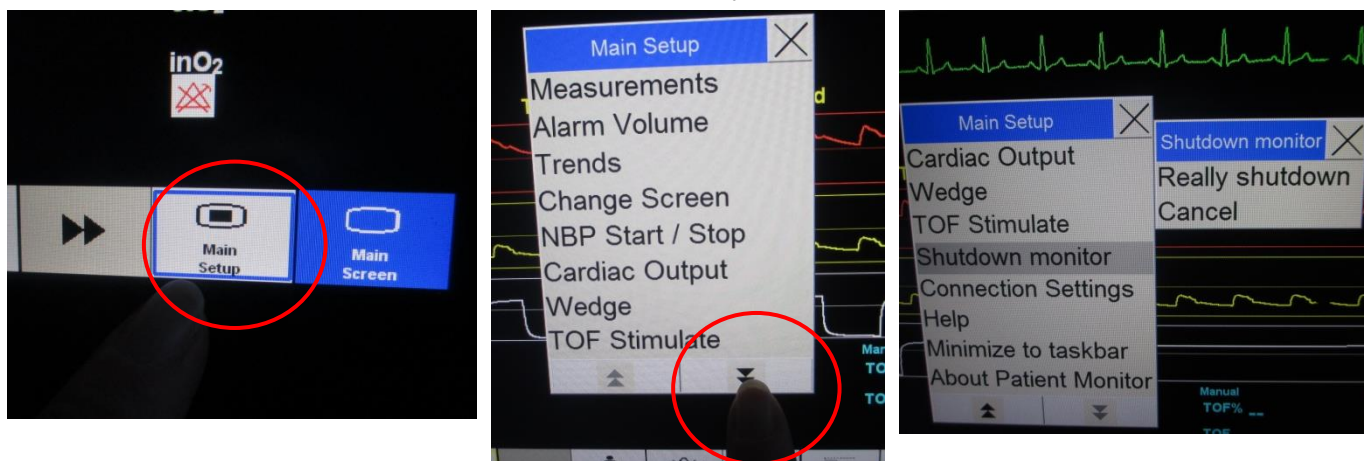 inO2
Main
Setup
Main
Screen
Main Setup
Measurements
Alarm Volume
Trends
Change Screen
NBP Start / Stop
Cardiac Output
Wedge
TOF Stimulate
Main Setup
Cardiac Output
Wedge
TOF Stimulate
Shutdown monitor
Connection Settings
Help
Minimize to taskbar
About Patient Monitor
Shutdown monitor
Really shutdown
Cancel
Manual
TOF% __